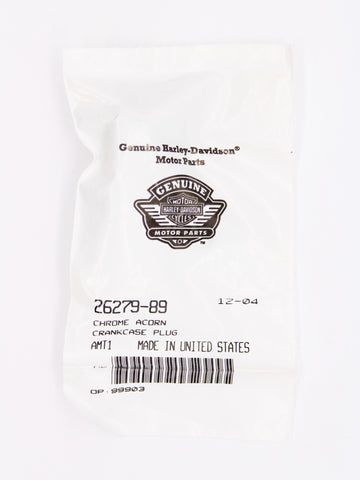 Genuine Harley-Davidson®
Motor Parts
GENUINE
MOTOR
HARLEY-DAVIDSON
CYCLES
MOTOR PARTS
™
26279-89 12-04
CHROME ACORN
CRANKCASE PLUG
AMT1 MADE IN UNITED STATES
OP:99903